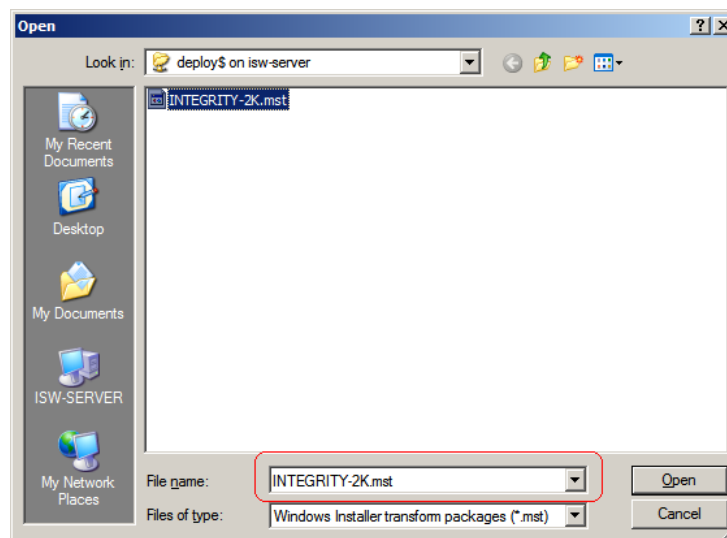 Open
Look in: deploy$ on isw-server
INTEGRITY-2K.mst
My Recent
Documents
Desktop
My Documents
ISW-SERVER
My Network
Places
File name: INTEGRITY-2K.mst Open
Files of type: Windows Installer transform packages (*.mst) Cancel